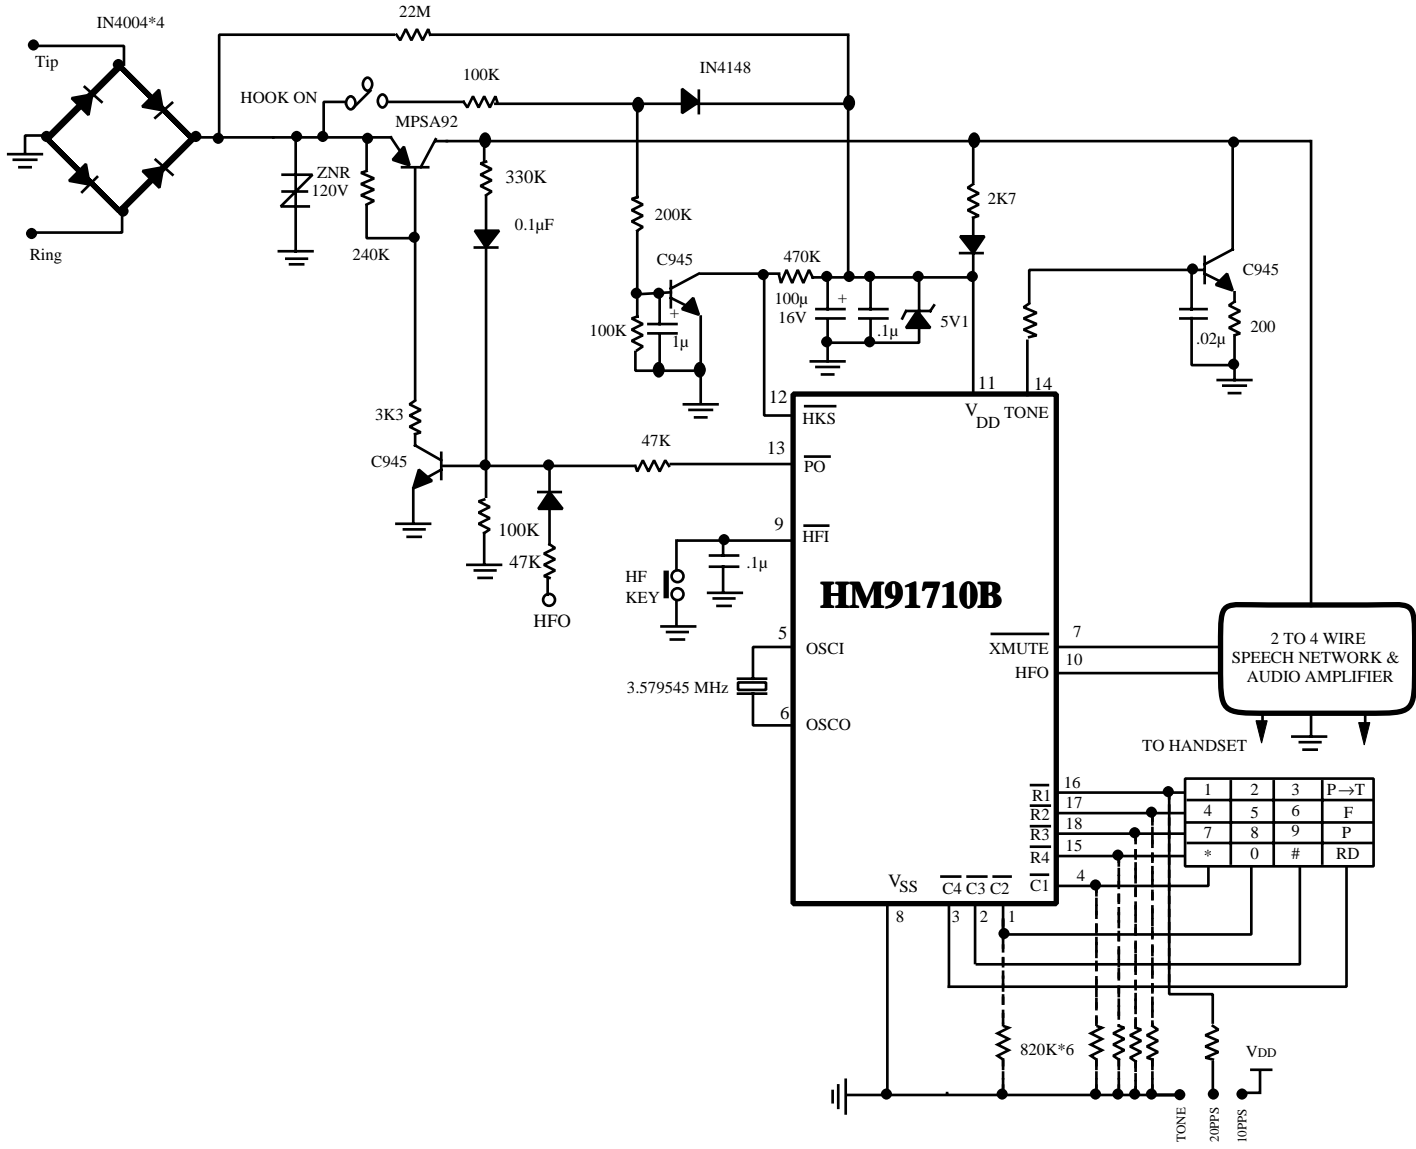 22M
IN4004*4
Tip
IN4148
100K
HOOK ON
MPSA92
ZNR
120V
330K
2K7
200K
0.1µF
Ring
240K
C945
470K
C945
100µ
16V
+
+
100K
1µ
.1µ
5V1
.02µ
200
11
14
12
V DD
TONE
HKS
3K3
47K
13
C945
PO
9
HFI
100K
47K
.1µ
HF
KEY
HFO
HM91710B
5
OSCI
XMUTE
7
HFO
10
2 TO 4 WIRE
SPEECH NETWORK &
AUDIO AMPLIFIER
3.579545 MHz
6
OSCO
TO HANDSET
R1
16
1 2 3 P→T
R2
17
4 5 6 F
R3
18
7 8 9 P
R4
15
* 0 # RD
VSS
C4 C3 C2
C1
4
8
3 2 1
820K*6
VDD
TONE
20PPS
10PPS